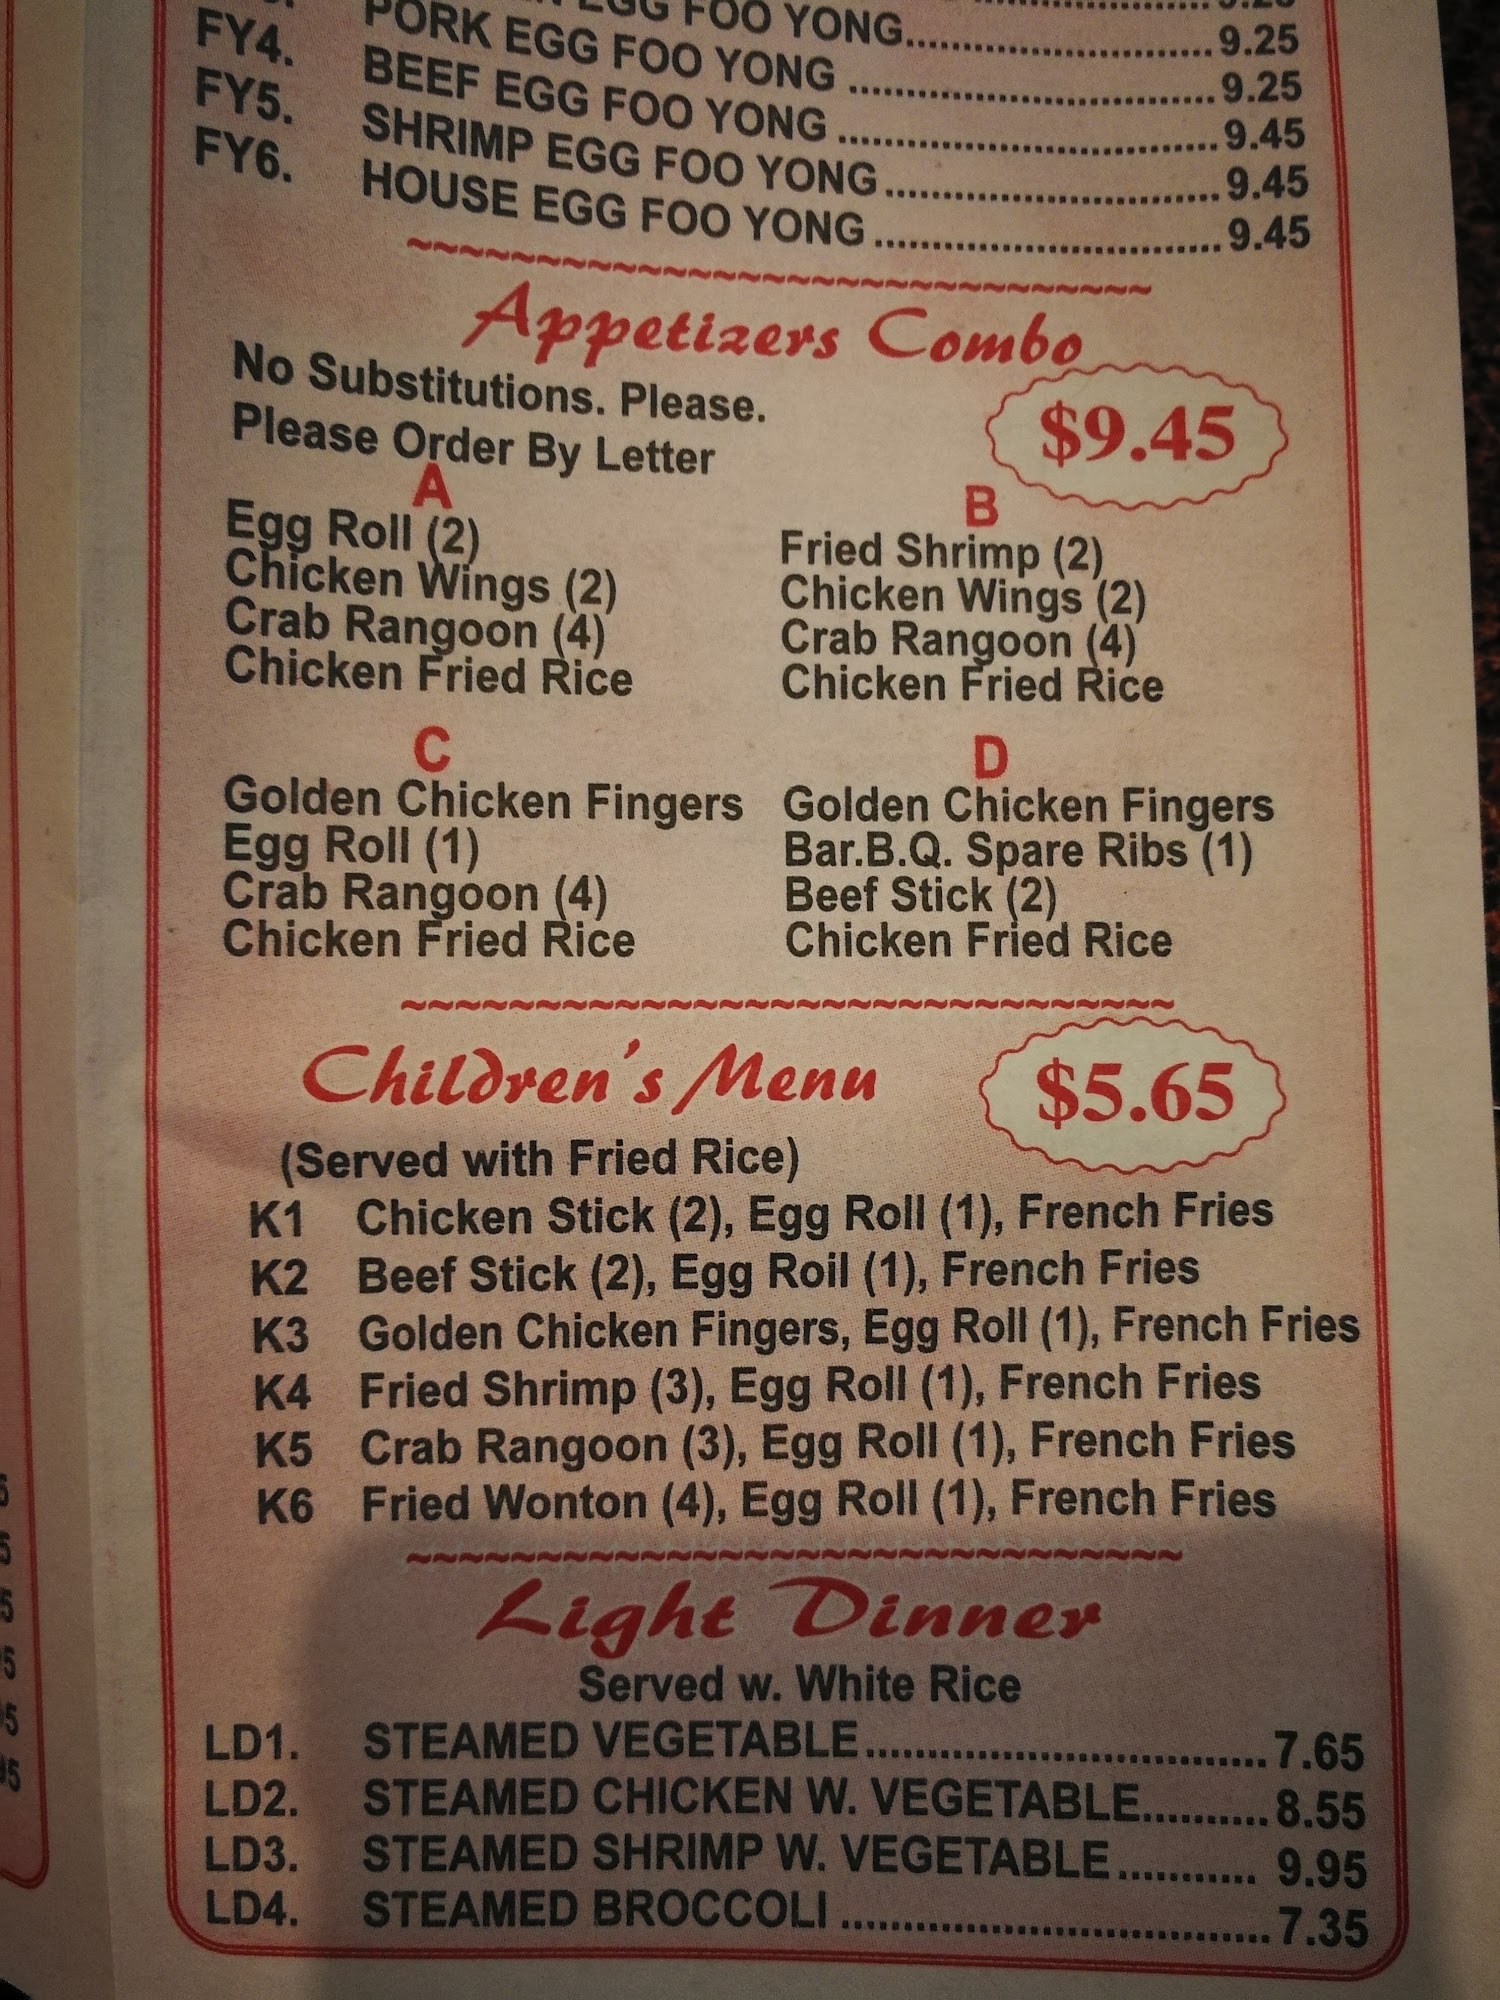 EGG FOO YONG..........................9.25
PORK EGG FOO YONG ...............................9.25
FY4. BEEF EGG FOO YONG ................................9.45
FY5. SHRIMP EGG FOO YONG............................9.45
FY6. HOUSE EGG FOO YONG ..............................9.45
~~~~~~~~~~~~~~~~~~~~~~~~~~~~~
Appetizers Combo
No Substitutions. Please.
Please Order By Letter
$9.45
A
Egg Roll (2)
Chicken Wings (2)
Crab Rangoon (4)
Chicken Fried Rice
B
Fried Shrimp (2)
Chicken Wings (2)
Crab Rangoon (4)
Chicken Fried Rice
C
Golden Chicken Fingers
Egg Roll (1)
Crab Rangoon (4)
Chicken Fried Rice
D
Golden Chicken Fingers
Bar.B.Q. Spare Ribs (1)
Beef Stick (2)
Chicken Fried Rice
~~~~~~~~~~~~~~~~~~~~~~~~~~~~~
Children's Menu
$5.65
(Served with Fried Rice)
K1 Chicken Stick (2), Egg Roll (1), French Fries
K2 Beef Stick (2), Egg Roil (1), French Fries
K3 Golden Chicken Fingers, Egg Roll (1), French Fries
K4 Fried Shrimp (3), Egg Roll (1), French Fries
K5 Crab Rangoon (3), Egg Roll (1), French Fries
K6 Fried Wonton (4), Egg Roll (1), French Fries
~~~~~~~~~~~~~~~~~~~~~~~~~~~~~
Light Dinner
Served w. White Rice
LD1. STEAMED VEGETABLE.................................7.65
LD2. STEAMED CHICKEN W. VEGETABLE..........8.55
LD3. STEAMED SHRIMP W. VEGETABLE........... 9.95
LD4. STEAMED BROCCOLI ...................................7.35